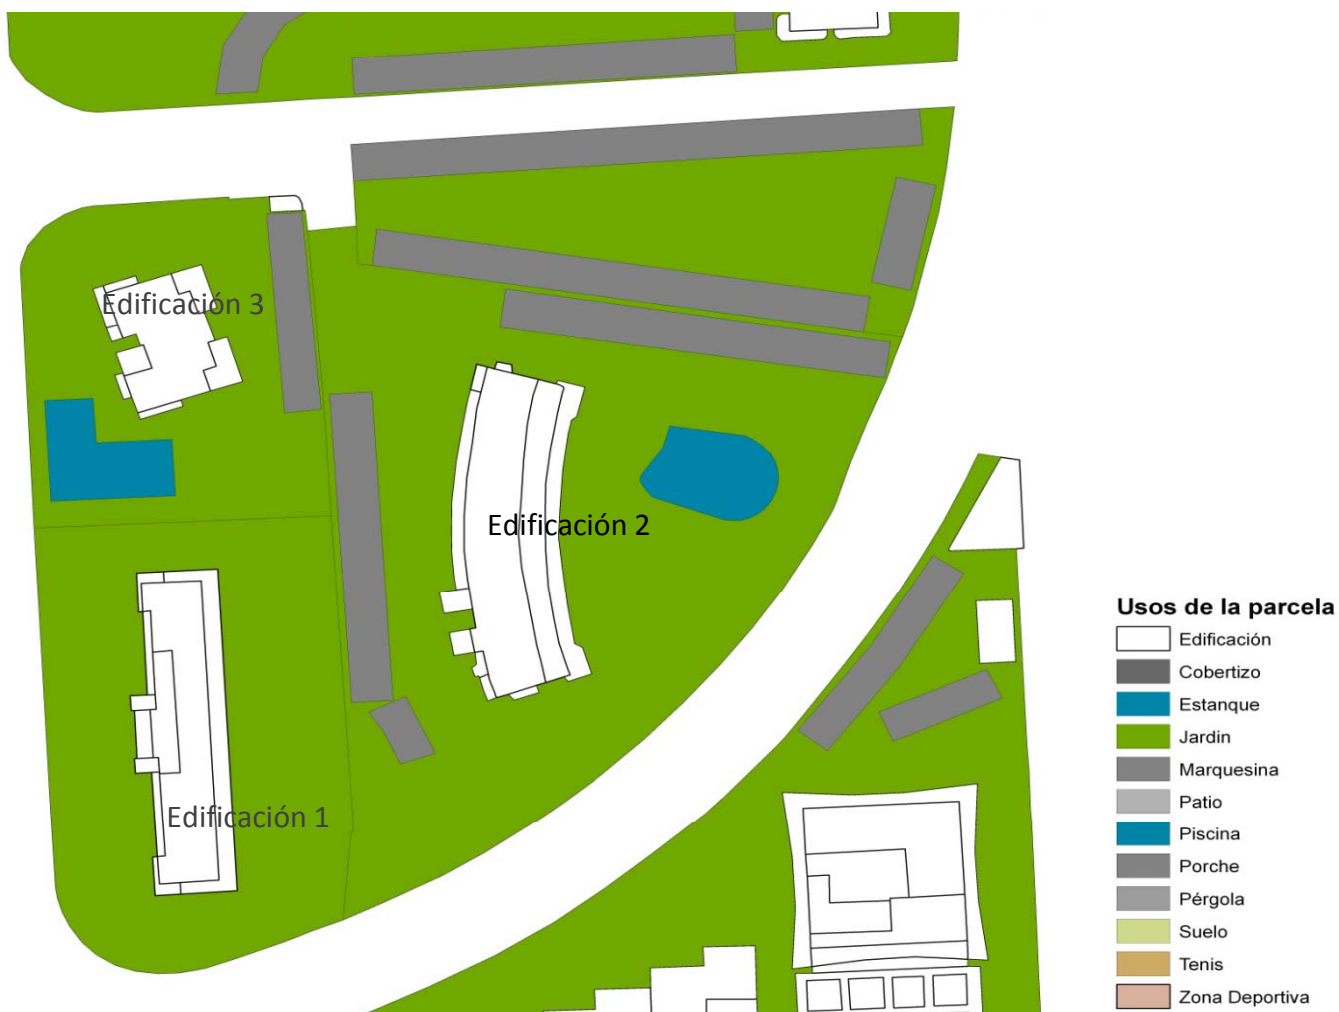 Edificación 3
Edificación 2
Edificación 1
Usos de la parcela
Edificación
Cobertizo
Estanque
Jardin
Marquesina
Patio
Piscina
Porche
Pérgola
Suelo
Tenis
Zona Deportiva